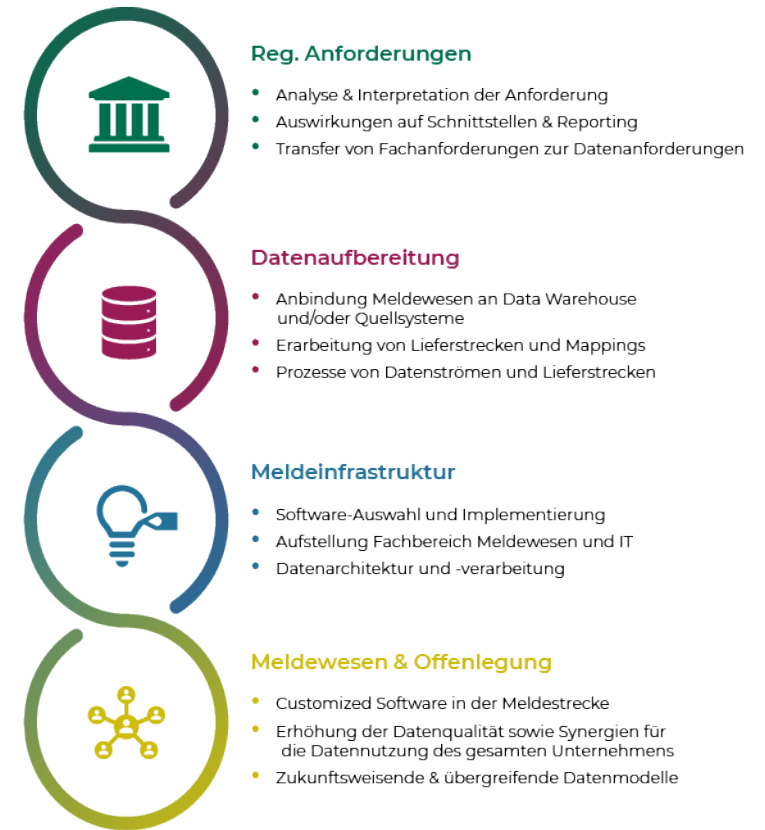 Reg. Anforderungen
• Analyse & Interpretation der Anforderung
• Auswirkungen auf Schnittstellen & Reporting
• Transfer von Fachanforderungen zur Datenanforderungen
Datenaufbereitung
• Anbindung Meldewesen an Data Warehouse
und/oder Quellsysteme
• Erarbeitung von Lieferstrecken und Mappings
• Prozesse von Datenströmen und Lieferstrecken
Meldeinfrastruktur
• Software-Auswahl und Implementierung
• Aufstellung Fachbereich Meldewesen und IT
• Datenarchitektur und -verarbeitung
Meldewesen & Offenlegung
• Customized Software in der Meldestrecke
• Erhöhung der Datenqualität sowie Synergien für
die Datennutzung des gesamten Unternehmens
• Zukunftsweisende & übergreifende Datenmodelle